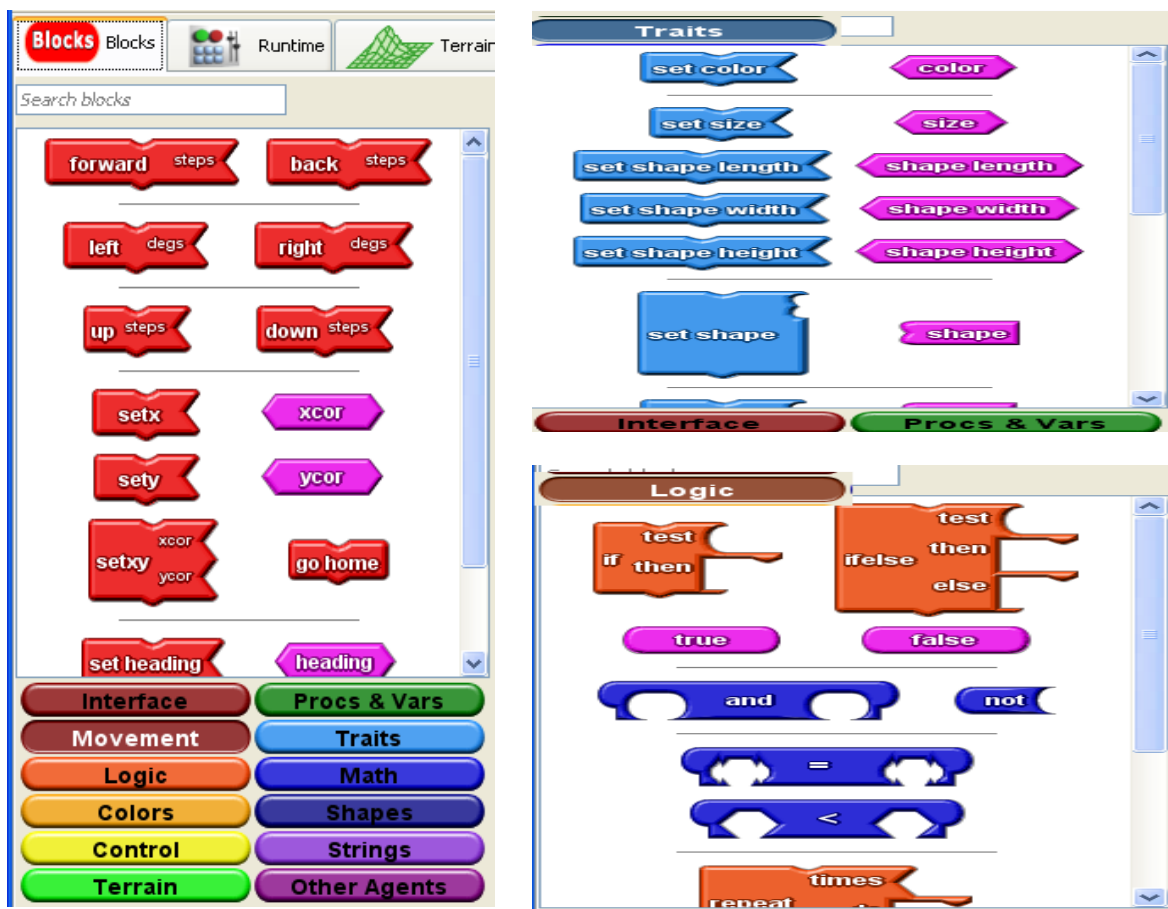 Blocks Blocks Runtime Terrain
Search blocks
forward steps back steps
left degs right degs
up steps down steps
setx xcor
sety ycor
setxy xcor ycor go home
set heading heading
Interface Procs & Vars
Movement Traits
Logic Math
Colors Shapes
Control Strings
Terrain Other Agents
Traits
set color color
set size size
set shape length shape length
set shape width shape width
set shape height shape height
set shape shape
Interface Procs & Vars
Logic
if test then ifelse test then else
true false
and not
=
<
repeat times